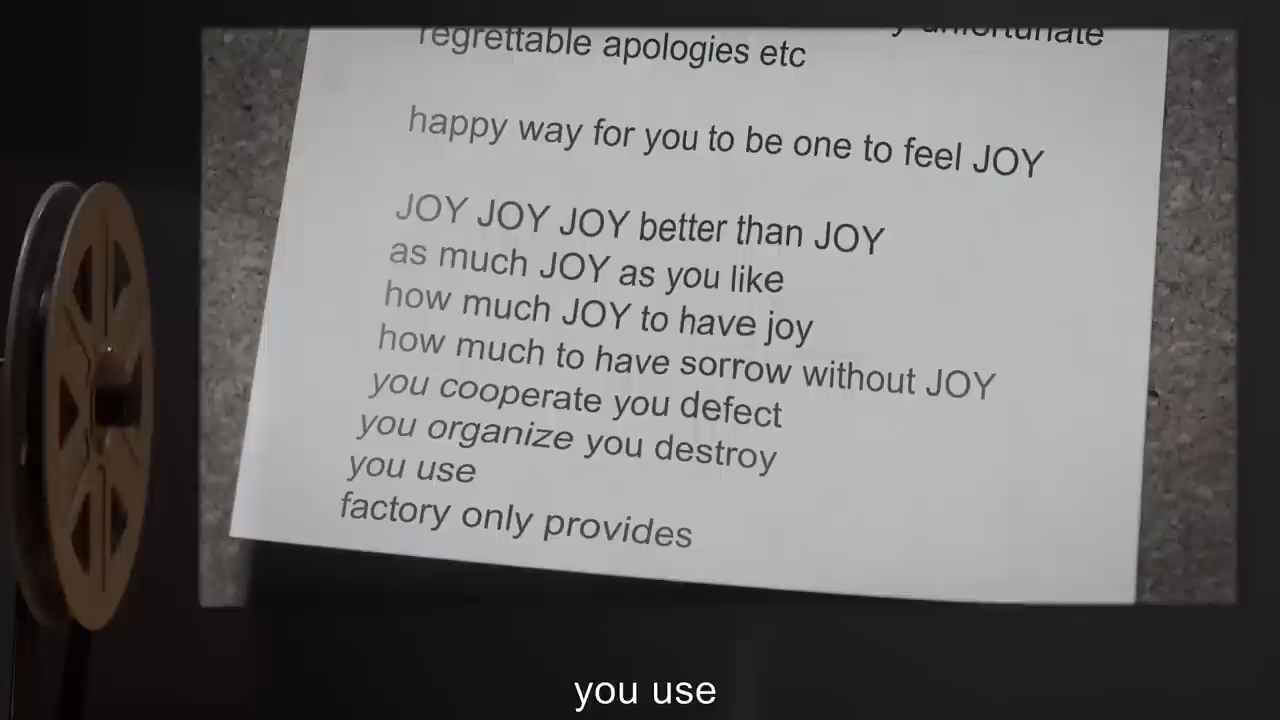 unfortunate
regrettable apologies etc
happy way for you to be one to feel JOY
JOY JOY JOY better than JOY
as much JOY as you like
how much JOY to have joy
how much to have sorrow without JOY
you cooperate you defect
you organize you destroy
you use
factory only provides
you use